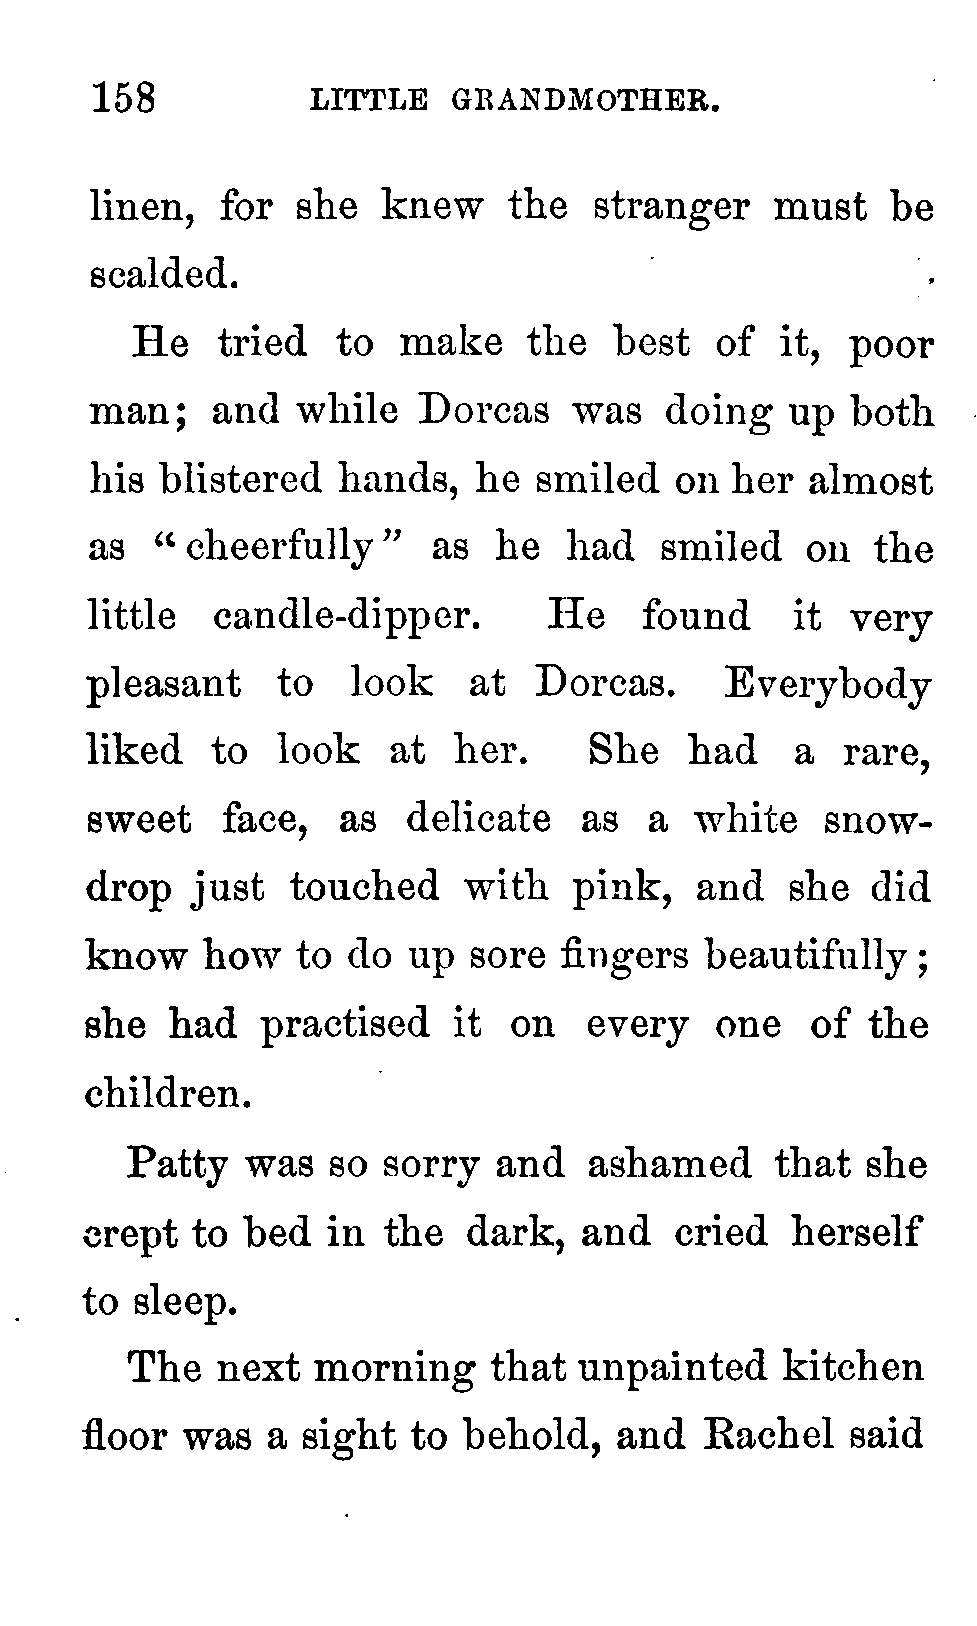 158 LITTLE GRANDMOTHER.
linen, for she knew the stranger must be
scalded.
He tried to make the best of it, poor
man; and while Dorcas was doing up both
his blistered hands, he smiled on her almost
as “cheerfully” as he had smiled on the
little candle-dipper. He found it very
pleasant to look at Dorcas. Everybody
liked to look at her. She had a rare,
sweet face, as delicate as a white snow-
drop just touched with pink, and she did
know how to do up sore fingers beautifully;
she had practised it on every one of the
children.
Patty was so sorry and ashamed that she
crept to bed in the dark, and cried herself
to sleep.
The next morning that unpainted kitchen
floor was a sight to behold, and Rachel said